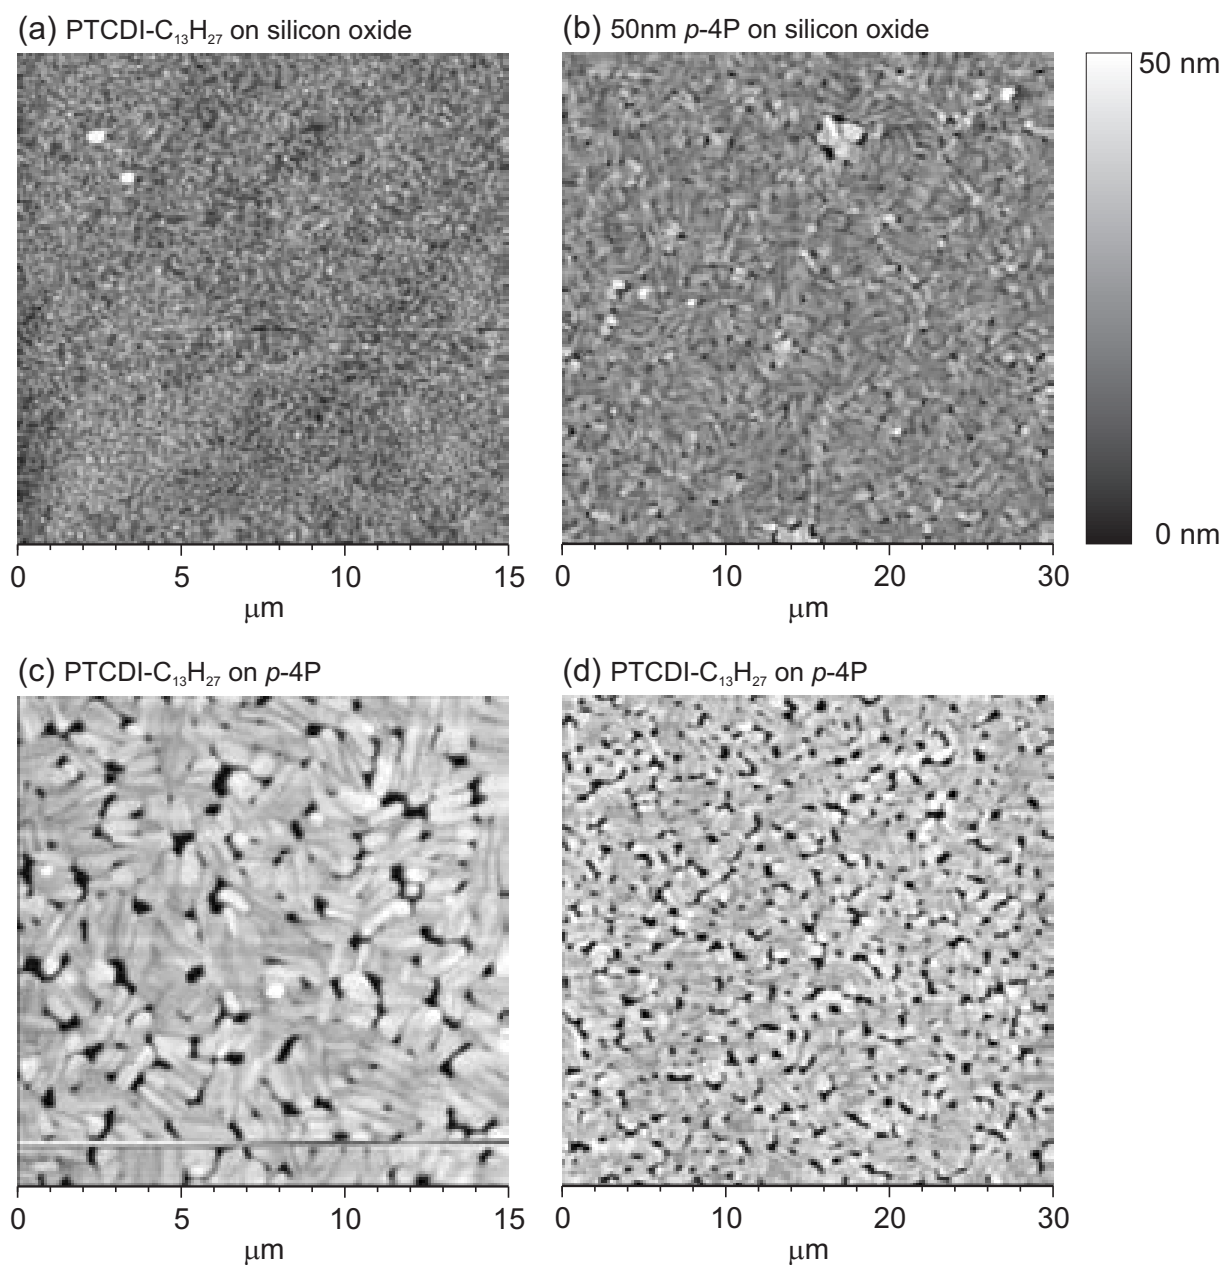 (a) PTCDI-C₁₃H₂₇ on silicon oxide
(b) 50nm p-4P on silicon oxide
50 nm
0 nm
0 5 10 15
μm
0 10 20 30
μm
(c) PTCDI-C₁₃H₂₇ on p-4P
(d) PTCDI-C₁₃H₂₇ on p-4P
0 5 10 15
μm
0 10 20 30
μm